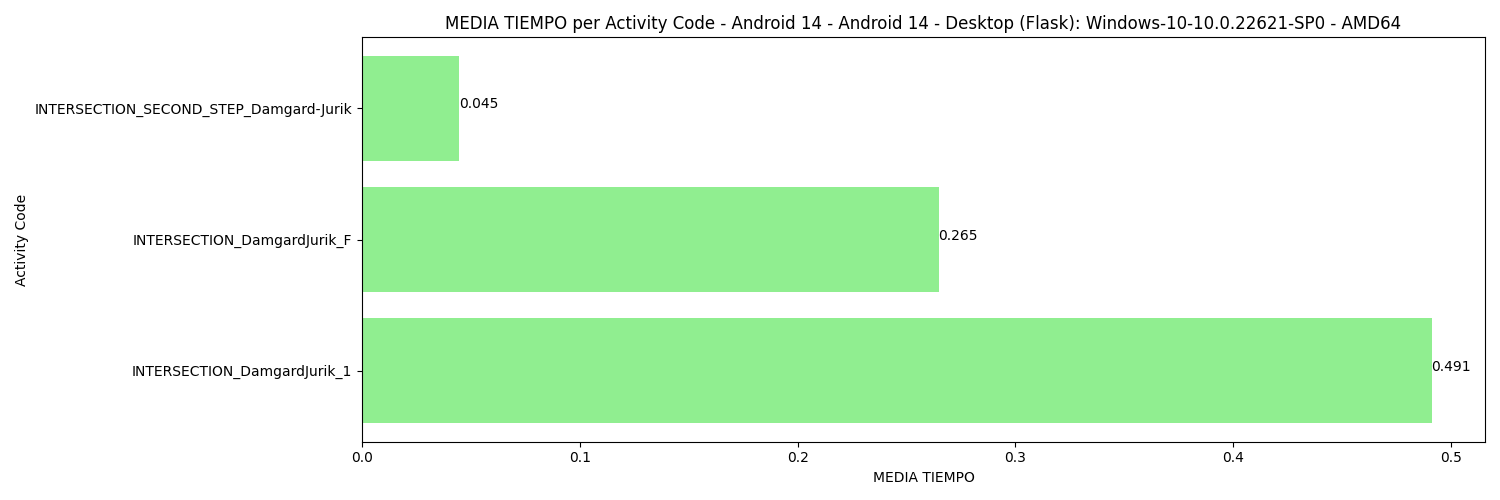 MEDIA TIEMPO per Activity Code - Android 14 - Android 14 - Desktop (Flask): Windows-10-10.0.22621-SP0 - AMD64
INTERSECTION_SECOND_STEP_Damgard-Jurik
0.045
INTERSECTION_DamgardJurik_F
0.265
INTERSECTION_DamgardJurik_1
0.491
Activity Code
0.0 0.1 0.2 0.3 0.4 0.5
MEDIA TIEMPO